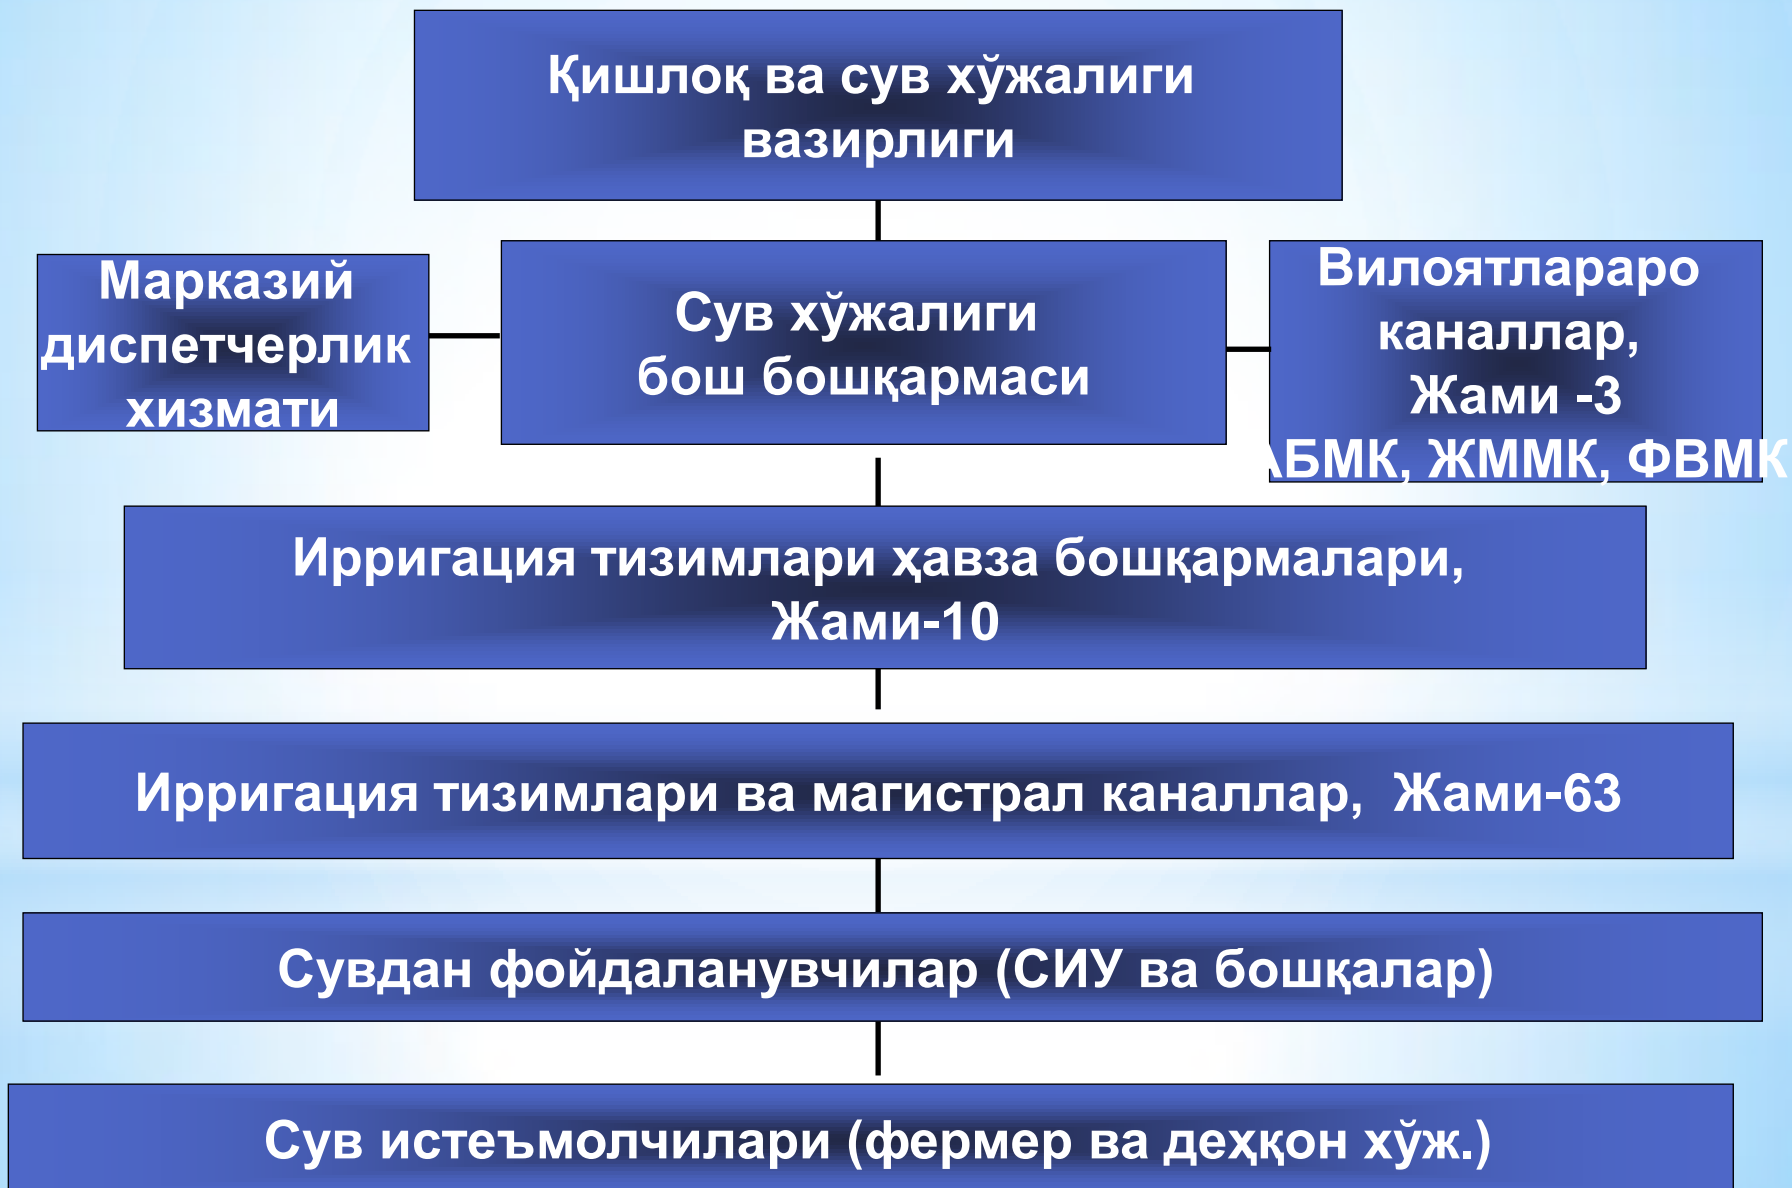 Қишлоқ ва сув хўжалиги
вазирлиги
Марказий
диспетчерлик
хизмати
Сув хўжалиги
бош бошқармаси
Вилоятлараро
каналлар,
Жами -3
АБМК, ЖММК, ФВМК
Ирригация тизимлари ҳавза бошқармалари,
Жами-10
Ирригация тизимлари ва магистрал каналлар, Жами-63
Сувдан фойдаланувчилар (СИУ ва бошқалар)
Сув истеъмолчилари (фермер ва деҳқон хўж.)